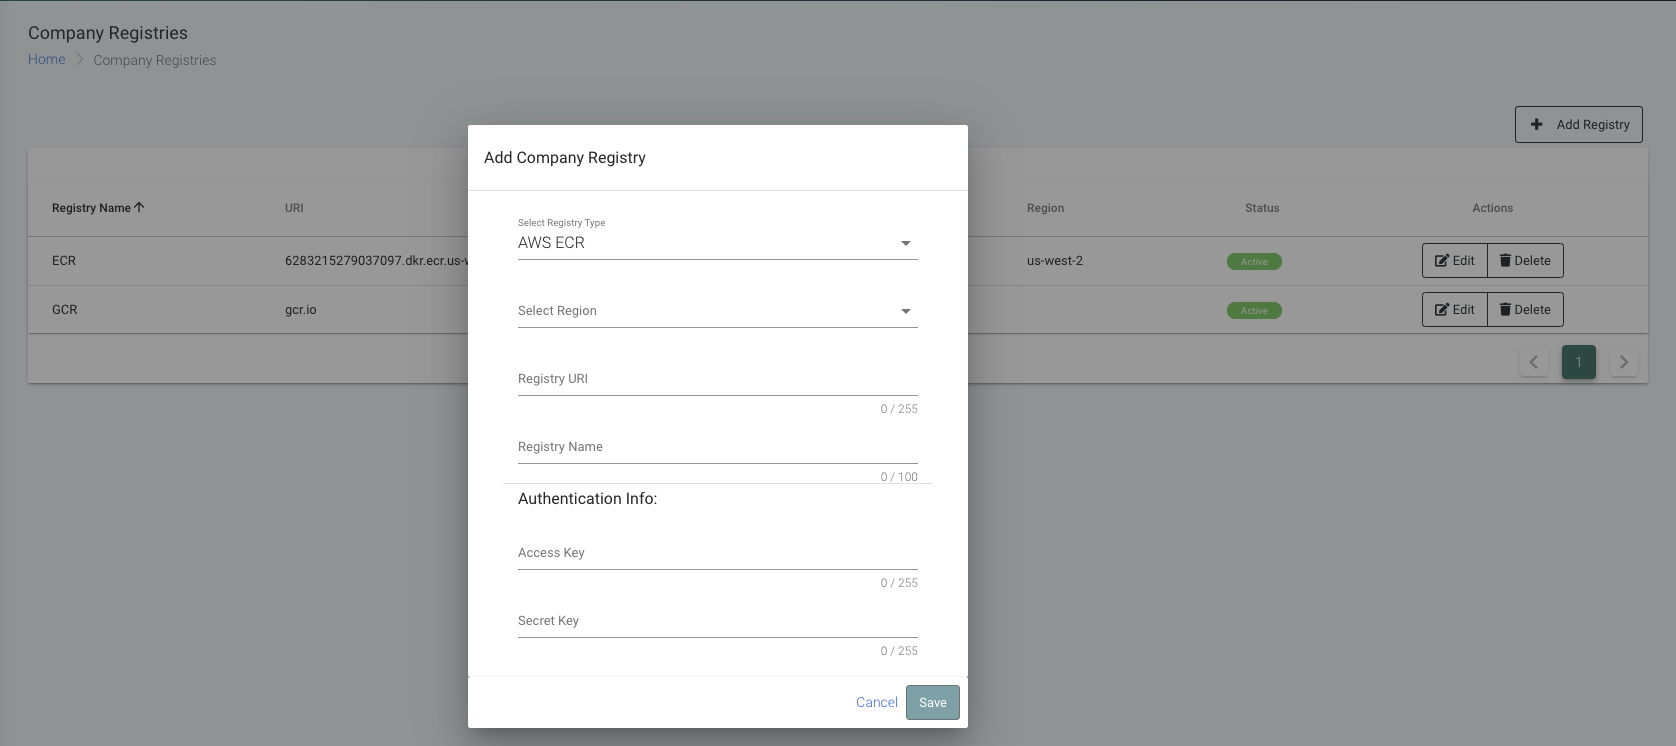 Company Registries
Home > Company Registries
Add Registry
Add Company Registry
Registry Name URI Region Status Actions
Select Registry Type
AWS ECR
ECR 6283215279037097.dkr.ecr.us- us-west-2 Active Edit Delete
Select Region
GCR gcr.io Active Edit Delete
1
Registry URI
0 / 255
Registry Name
0 / 100
Authentication Info:
Access Key
0 / 255
Secret Key
0 / 255
Cancel Save